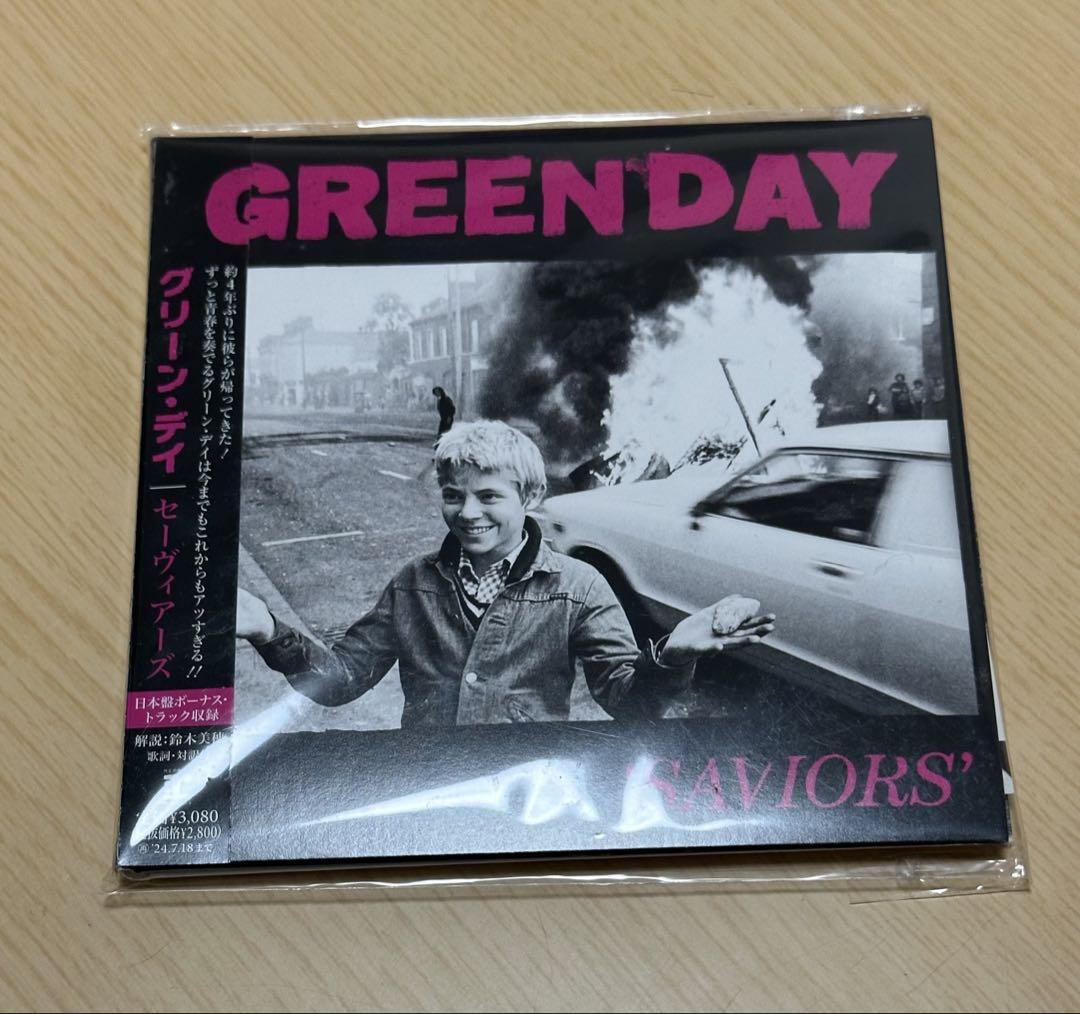 GREEN DAY
グリーン・デイ｜セーヴィアーズ
約4年ぶりに彼らが帰ってきた！
ずっと青春を奏でるグリーン・デイは今までもこれからもアツすぎる!!
日本盤ボーナス・
トラック収録
解説：鈴木美穂
歌詞・対訳
¥3,080
抜価格¥2,800)
再 '24.7.18まで
'SAVIORS'